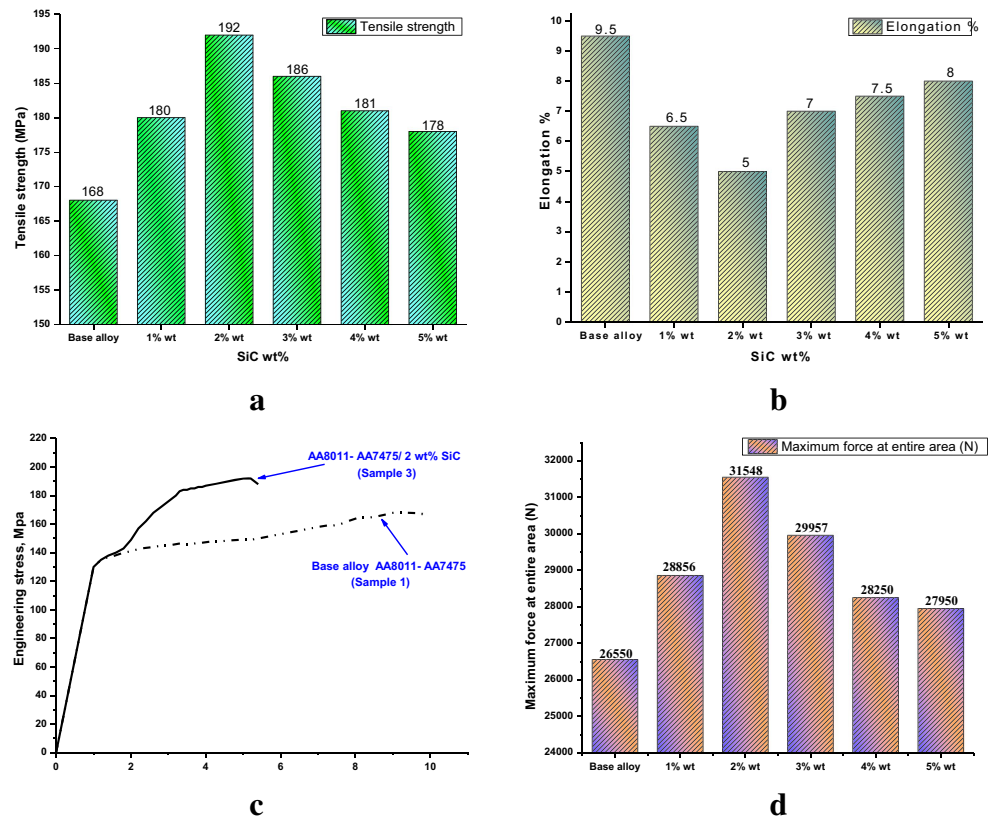 Tensile strength
195
190
185
180
175
170
165
160
155
150
Tensile strength (MPa)
168
180
192
186
181
178
Base alloy 1% wt 2% wt 3% wt 4% wt 5% wt
SiC wt%
a
Elongation %
10
9
8
7
6
5
4
3
2
1
0
Elongation %
9.5
6.5
5
7
7.5
8
Base alloy 1% wt 2% wt 3% wt 4% wt 5% wt
SiC wt%
b
220
200
180
160
140
120
100
80
60
40
20
0
Engineering stress, Mpa
AA8011- AA7475/ 2 wt% SiC
(Sample 3)
Base alloy AA8011- AA7475
(Sample 1)
0 2 4 6 8 10
c
Maximum force at entire area (N)
32000
31000
30000
29000
28000
27000
26000
25000
24000
Maximum force at entire area (N)
26550
28856
31548
29957
28250
27950
Base alloy 1% wt 2% wt 3% wt 4% wt 5% wt
d